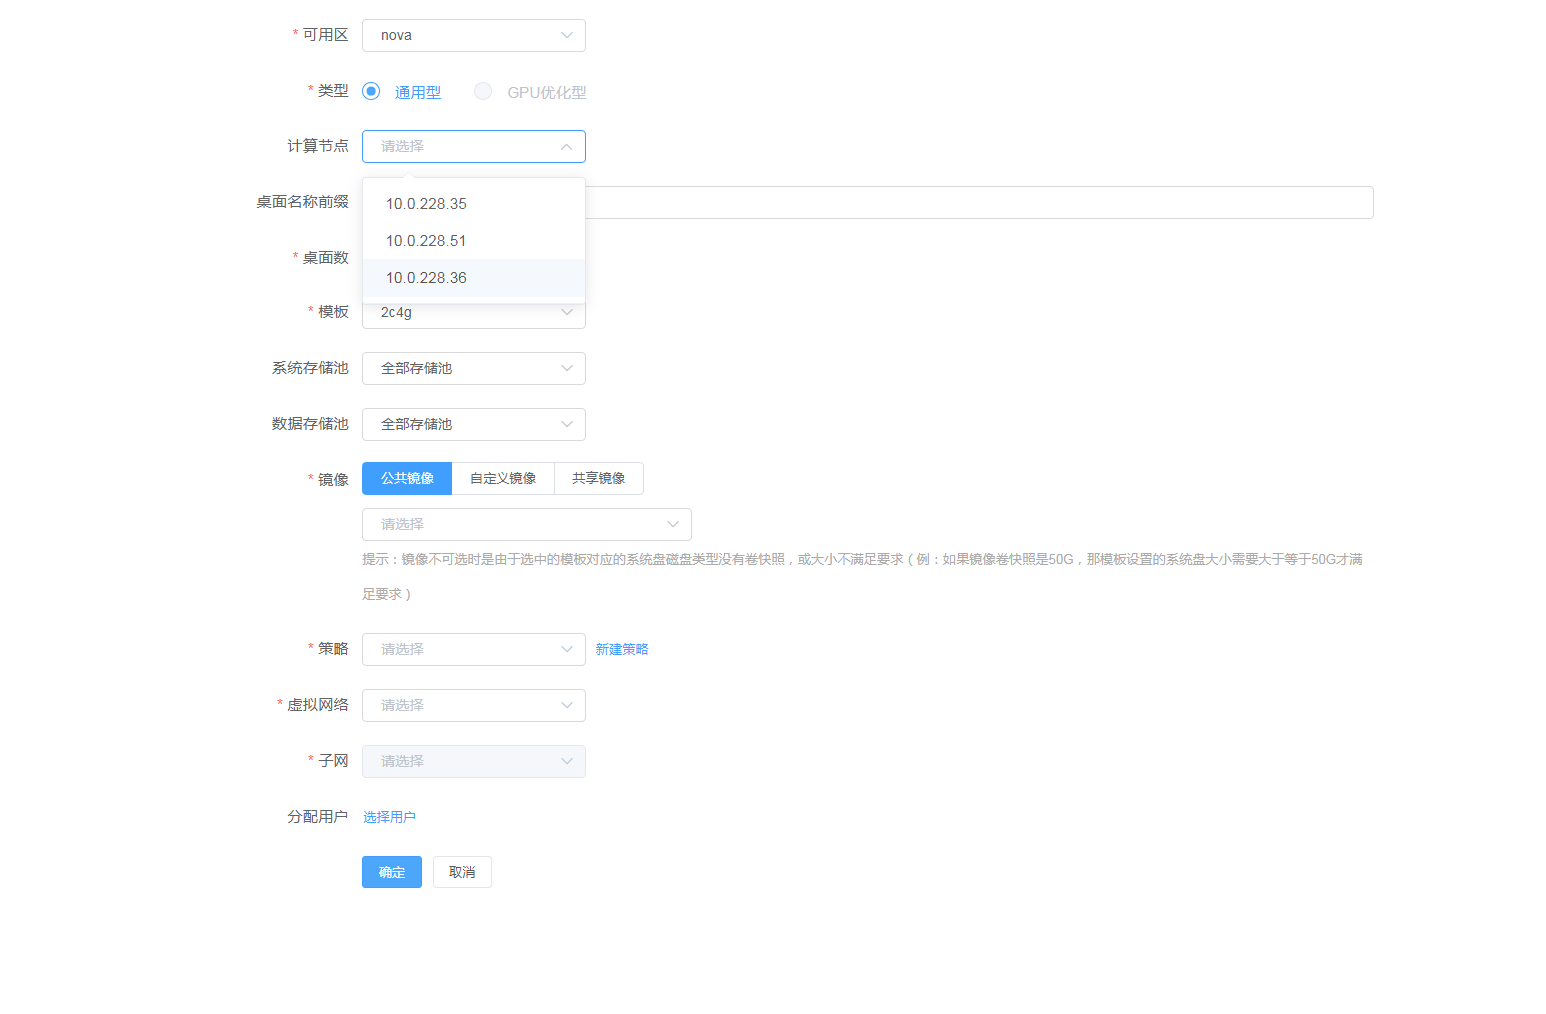 * 可用区 nova
* 类型 通用型 GPU优化型
计算节点 请选择
桌面名称前缀
10.0.228.35
10.0.228.51
* 桌面数
10.0.228.36
* 模板 2c4g
系统存储池 全部存储池
数据存储池 全部存储池
* 镜像 公共镜像 自定义镜像 共享镜像
请选择
提示：镜像不可选时是由于选中的模板对应的系统盘磁盘类型没有卷快照，或大小不满足要求（例：如果镜像卷快照是50G，那模板设置的系统盘大小需要大于等于50G才满
足要求）
* 策略 请选择 新建策略
* 虚拟网络 请选择
* 子网 请选择
分配用户 选择用户
确定 取消